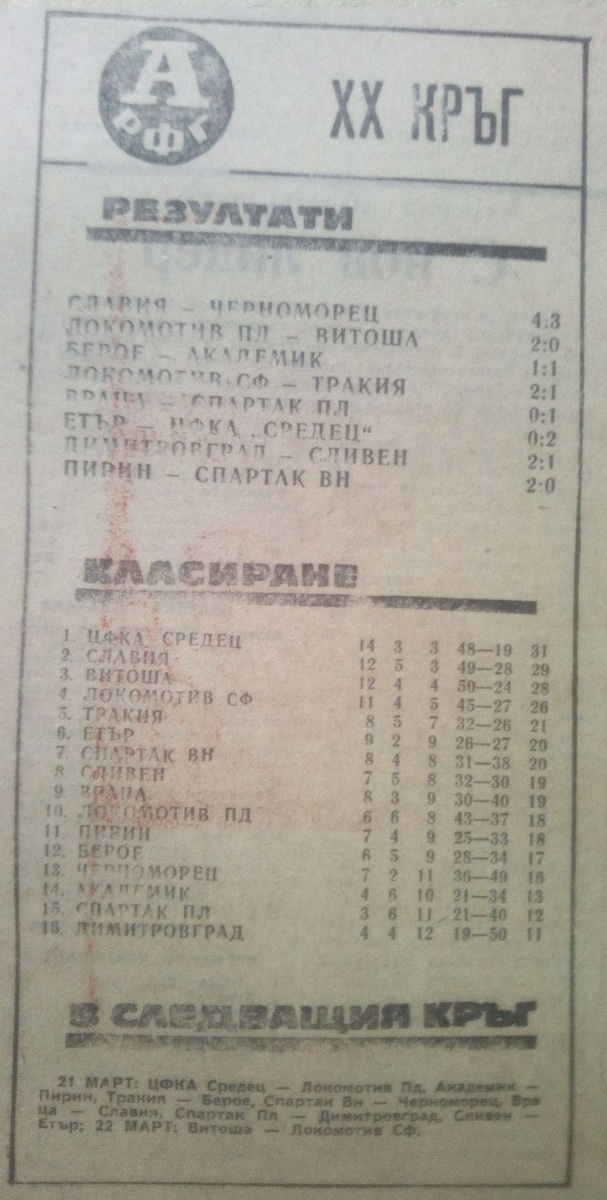 А
РФГ
XX КРЪГ
РЕЗУЛТАТИ
СЛАВИЯ — ЧЕРНОМОРЕЦ 4:3
ЛОКОМОТИВ ПД — ВИТОША 2:0
БЕРОЕ — АКАДЕМИК 1:1
ЛОКОМОТИВ СФ — ТРАКИЯ 2:1
ВРАЦА — СПАРТАК ПЛ 0:1
ЕТЪР — ЦФКА „СРЕДЕЦ" 0:2
ДИМИТРОВГРАД — СЛИВЕН 2:1
ПИРИН — СПАРТАК ВН 2:0
КЛАСИРАНЕ
1. ЦФКА СРЕДЕЦ 14 3 3 48—19 31
2. СЛАВИЯ 12 5 3 49—28 29
3. ВИТОША 12 4 4 50—24 28
4. ЛОКОМОТИВ СФ 11 4 5 45—27 26
5. ТРАКИЯ 8 5 7 32—26 21
6. ЕТЪР 9 2 9 26—27 20
7. СПАРТАК ВН 8 4 8 31—38 20
8. СЛИВЕН 7 5 8 32—30 19
9. ВРАЦА 8 3 9 30—40 19
10. ЛОКОМОТИВ ПД 6 6 8 43—37 18
11. ПИРИН 7 4 9 25—33 18
12. БЕРОЕ 6 5 9 28—34 17
13. ЧЕРНОМОРЕЦ 7 2 11 36—49 16
14. АКАДЕМИК 4 6 10 21—34 13
15. СПАРТАК ПЛ 3 6 11 21—40 12
16. ДИМИТРОВГРАД 4 4 12 19—50 11
В СЛЕДВАЩИЯ КРЪГ
21 МАРТ: ЦФКА Средец — Локомотив Пд, Академик —
Пирин, Тракия — Берое, Спартак Вн — Черноморец, Вра
ца — Славия, Спартак Пл — Димитровград, Сливен —
Етър; 22 МАРТ: Витоша — Локомотив Сф.